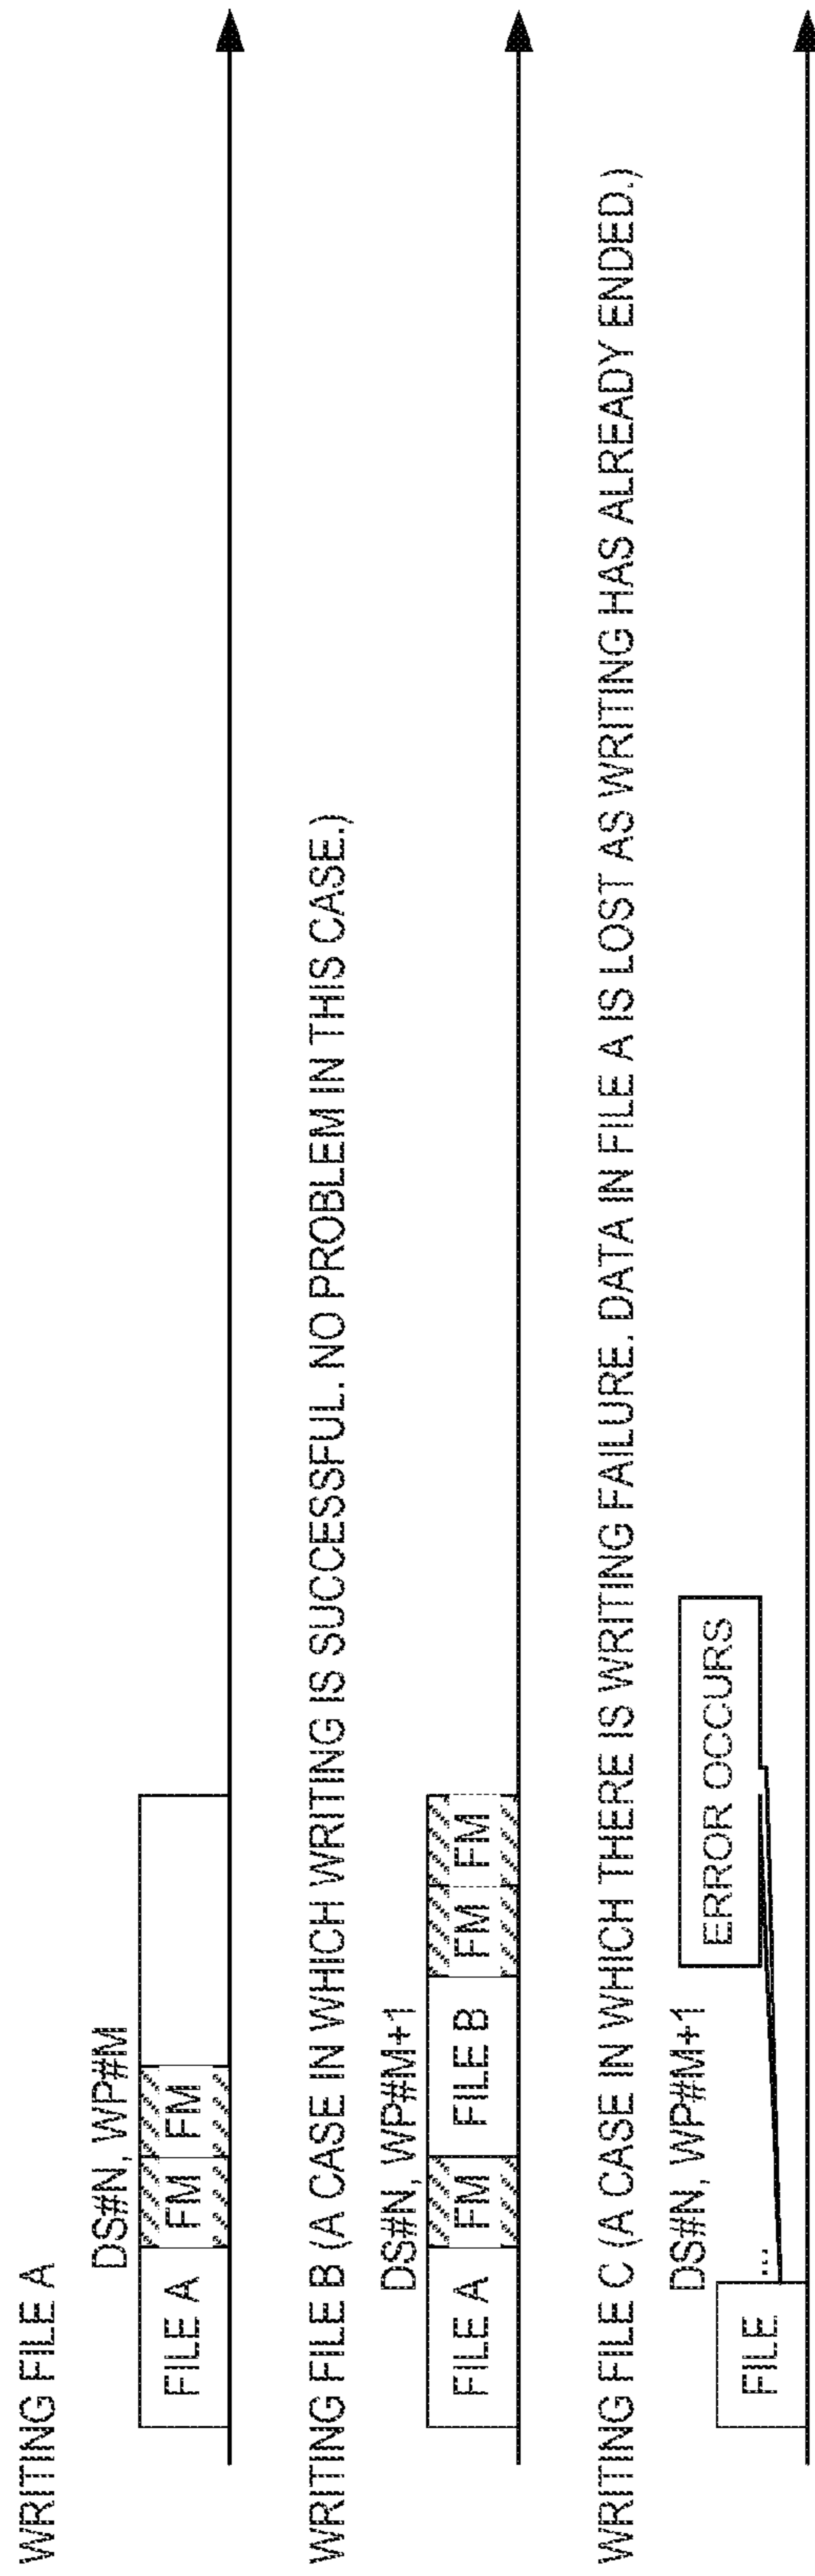 WRITING FILE A
DS#N, WP#M
FILE A FM FM
WRITING FILE B (A CASE IN WHICH WRITING IS SUCCESSFUL. NO PROBLEM IN THIS CASE.)
DS#N, WP#M+1
FILE A FM FILE B FM FM
WRITING FILE C (A CASE IN WHICH THERE IS WRITING FAILURE. DATA IN FILE A IS LOST AS WRITING HAS ALREADY ENDED.)
DS#N, WP#M+1
ERROR OCCURS
FILE ...